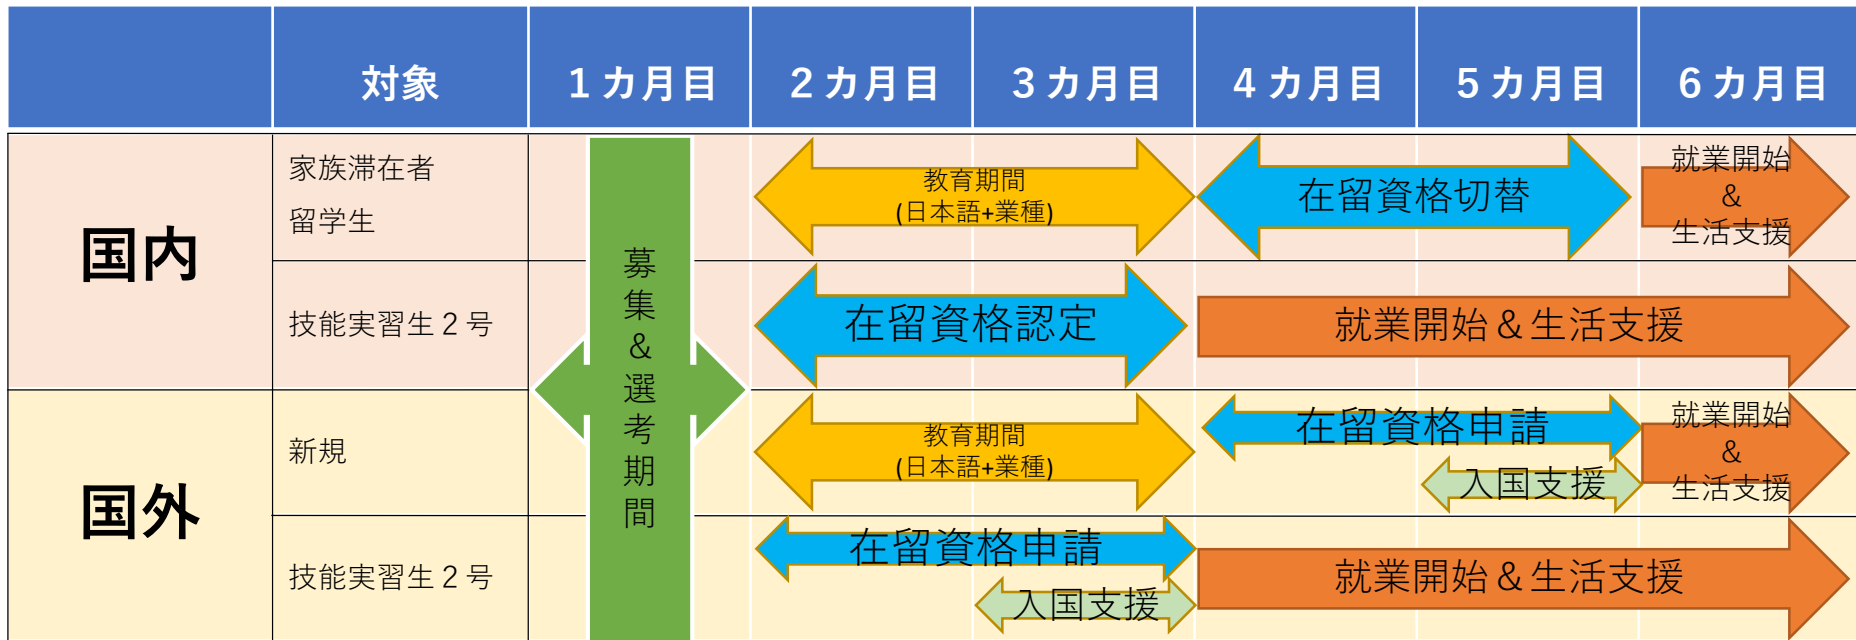 対象
1カ月目
2カ月目
3カ月目
4カ月目
5カ月目
6カ月目
国内
家族滞在者
留学生
募集&選考期間
教育期間
(日本語+業種)
在留資格切替
就業開始
&
生活支援
技能実習生2号
在留資格認定
就業開始&生活支援
国外
新規
教育期間
(日本語+業種)
在留資格申請
入国支援
就業開始
&
生活支援
技能実習生2号
在留資格申請
入国支援
就業開始&生活支援